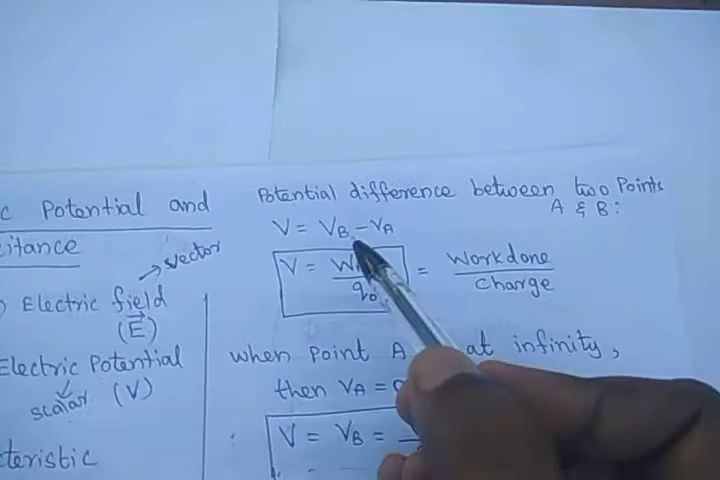 c Potential and
citance
→ vector
) Electric field
(E⃗)
Electric Potential
scalar (V)
teristic
Potential difference between two Points
A & B:
V = VB - VA
V = W / q₀ = Workdone / Charge
when Point A at infinity,
then VA =
V = VB =